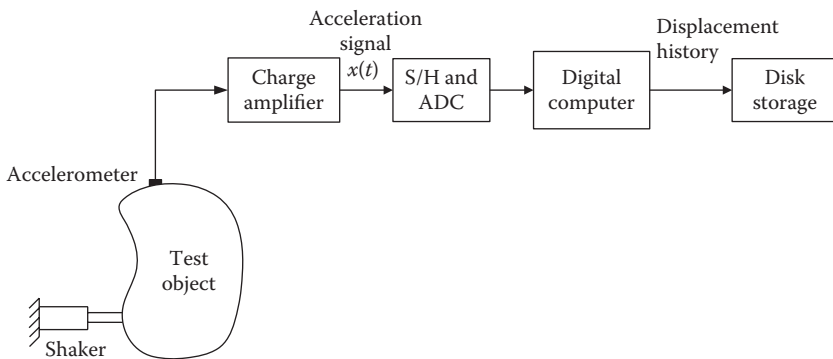 Acceleration
signal
x(t)
Charge
amplifier
S/H and
ADC
Digital
computer
Displacement
history
Disk
storage
Accelerometer
Test
object
Shaker